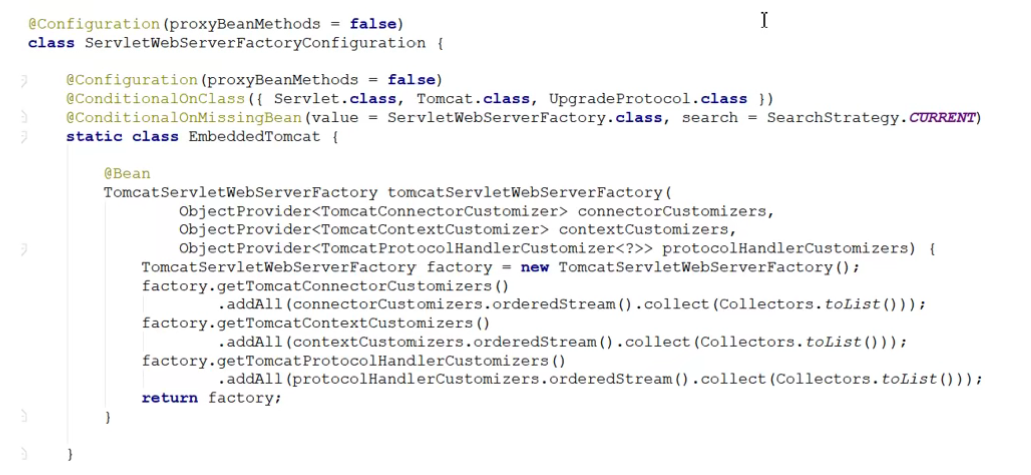 @Configuration(proxyBeanMethods = false)
class ServletWebServerFactoryConfiguration {
@Configuration(proxyBeanMethods = false)
@ConditionalOnClass({ Servlet.class, Tomcat.class, UpgradeProtocol.class })
@ConditionalOnMissingBean(value = ServletWebServerFactory.class, search = SearchStrategy.CURRENT)
static class EmbeddedTomcat {
@Bean
TomcatServletWebServerFactory tomcatServletWebServerFactory(
ObjectProvider<TomcatConnectorCustomizer> connectorCustomizers,
ObjectProvider<TomcatContextCustomizer> contextCustomizers,
ObjectProvider<TomcatProtocolHandlerCustomizer<?>> protocolHandlerCustomizers) {
TomcatServletWebServerFactory factory = new TomcatServletWebServerFactory();
factory.getTomcatConnectorCustomizers()
.addAll(connectorCustomizers.orderedStream().collect(Collectors.toList()));
factory.getTomcatContextCustomizers()
.addAll(contextCustomizers.orderedStream().collect(Collectors.toList()));
factory.getTomcatProtocolHandlerCustomizers()
.addAll(protocolHandlerCustomizers.orderedStream().collect(Collectors.toList()));
return factory;
}
}